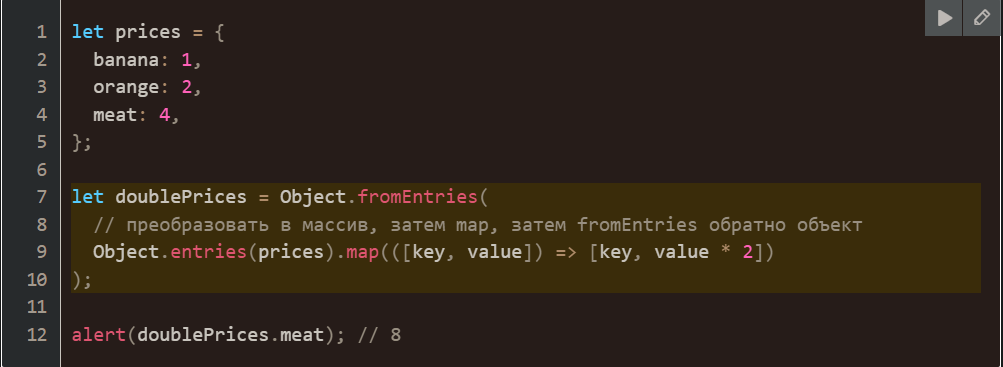 1 let prices = {
2   banana: 1,
3   orange: 2,
4   meat: 4,
5 };
6
7 let doublePrices = Object.fromEntries(
8   // преобразовать в массив, затем map, затем fromEntries обратно объект
9   Object.entries(prices).map(([key, value]) => [key, value * 2])
10 );
11
12 alert(doublePrices.meat); // 8